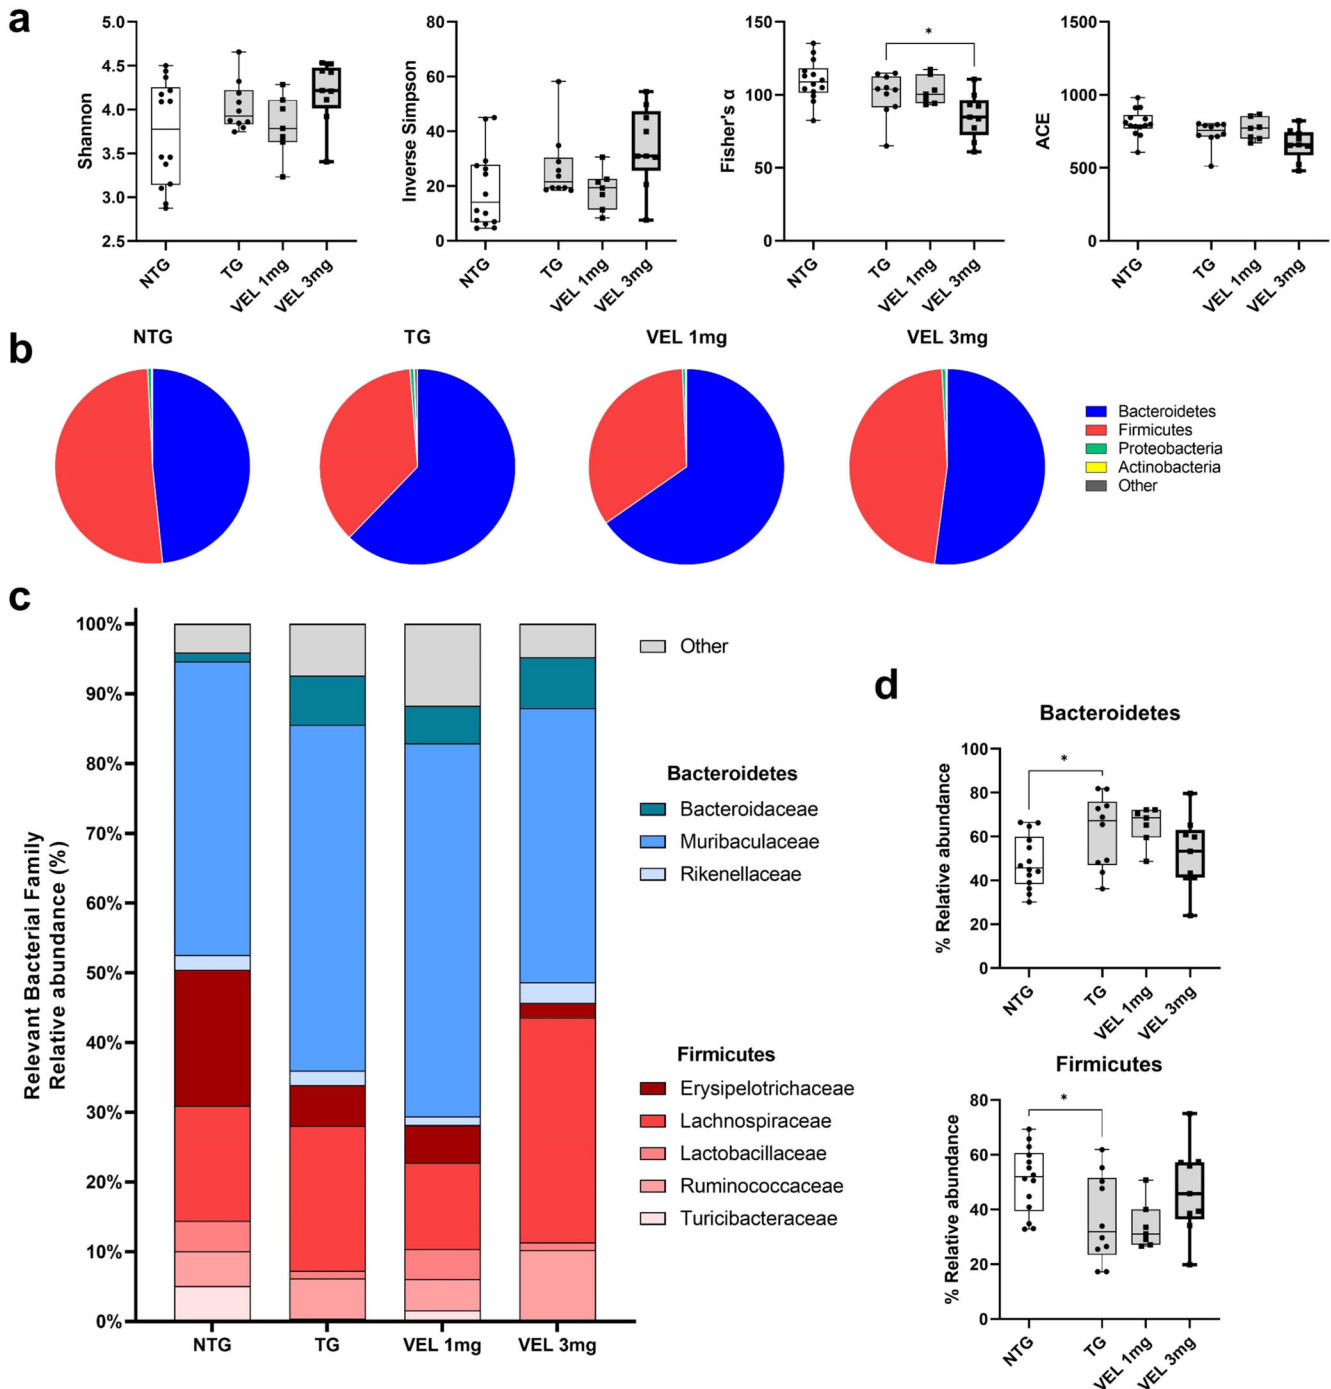 a
Shannon
5.0
4.5
4.0
3.5
3.0
2.5
NTG
TG
VEL 1mg
VEL 3mg
Inverse Simpson
80
60
40
20
0
NTG
TG
VEL 1mg
VEL 3mg
Fisher's α
150
100
50
0
*
NTG
TG
VEL 1mg
VEL 3mg
ACE
1500
1000
500
0
NTG
TG
VEL 1mg
VEL 3mg
b
NTG
TG
VEL 1mg
VEL 3mg
Bacteroidetes
Firmicutes
Proteobacteria
Actinobacteria
Other
c
Relevant Bacterial Family
Relative abundance (%)
100%
90%
80%
70%
60%
50%
40%
30%
20%
10%
0%
NTG
TG
VEL 1mg
VEL 3mg
Other
Bacteroidetes
Bacteroidaceae
Muribaculaceae
Rikenellaceae
Firmicutes
Erysipelotrichaceae
Lachnospiraceae
Lactobacillaceae
Ruminococcaceae
Turicibacteraceae
d
Bacteroidetes
% Relative abundance
100
80
60
40
20
0
*
NTG
TG
VEL 1mg
VEL 3mg
Firmicutes
% Relative abundance
80
60
40
20
0
*
NTG
TG
VEL 1mg
VEL 3mg